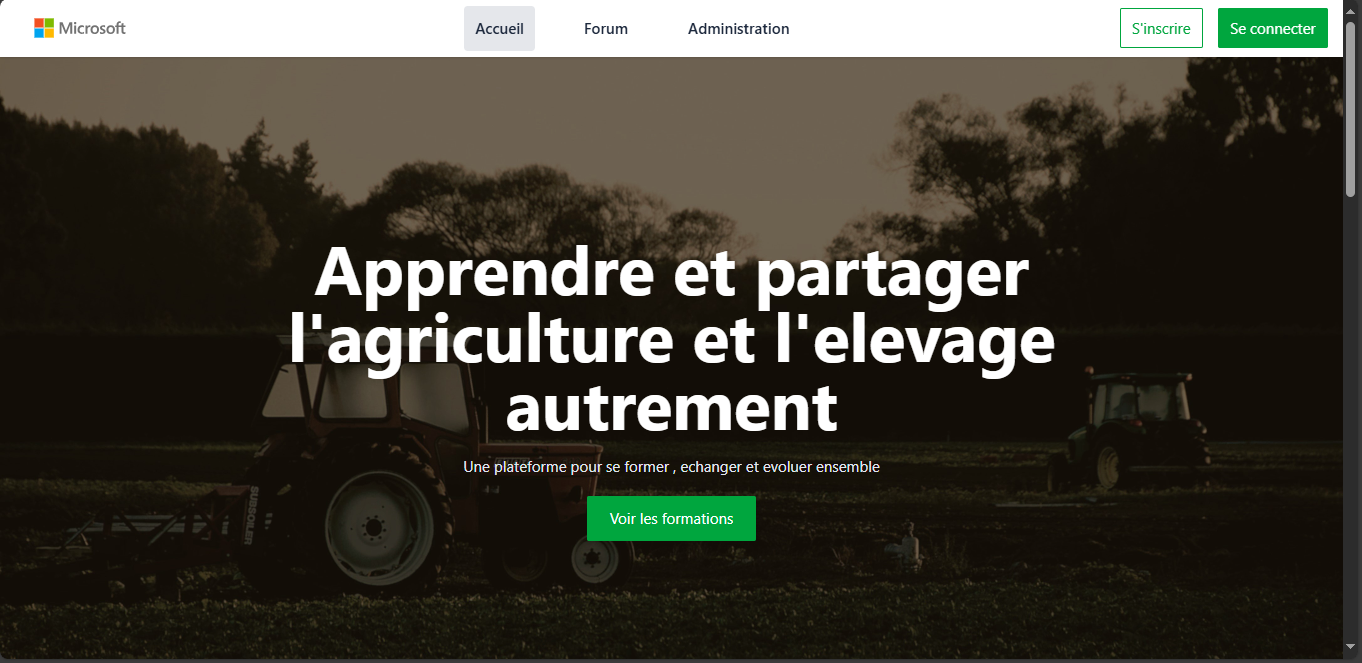 Microsoft
Accueil
Forum
Administration
S'inscrire
Se connecter
Apprendre et partager
l'agriculture et l'elevage
autrement
Une plateforme pour se former , echanger et evoluer ensemble
Voir les formations
SUBSOILER